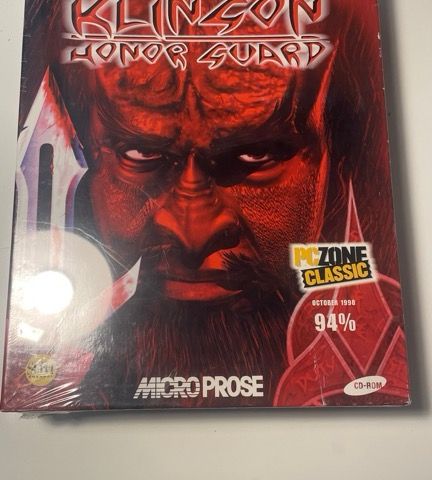 KLINGON
HONOR GUARD
PCZONE
CLASSIC
OCTOBER 1998
94%
MICROPROSE
CD-ROM